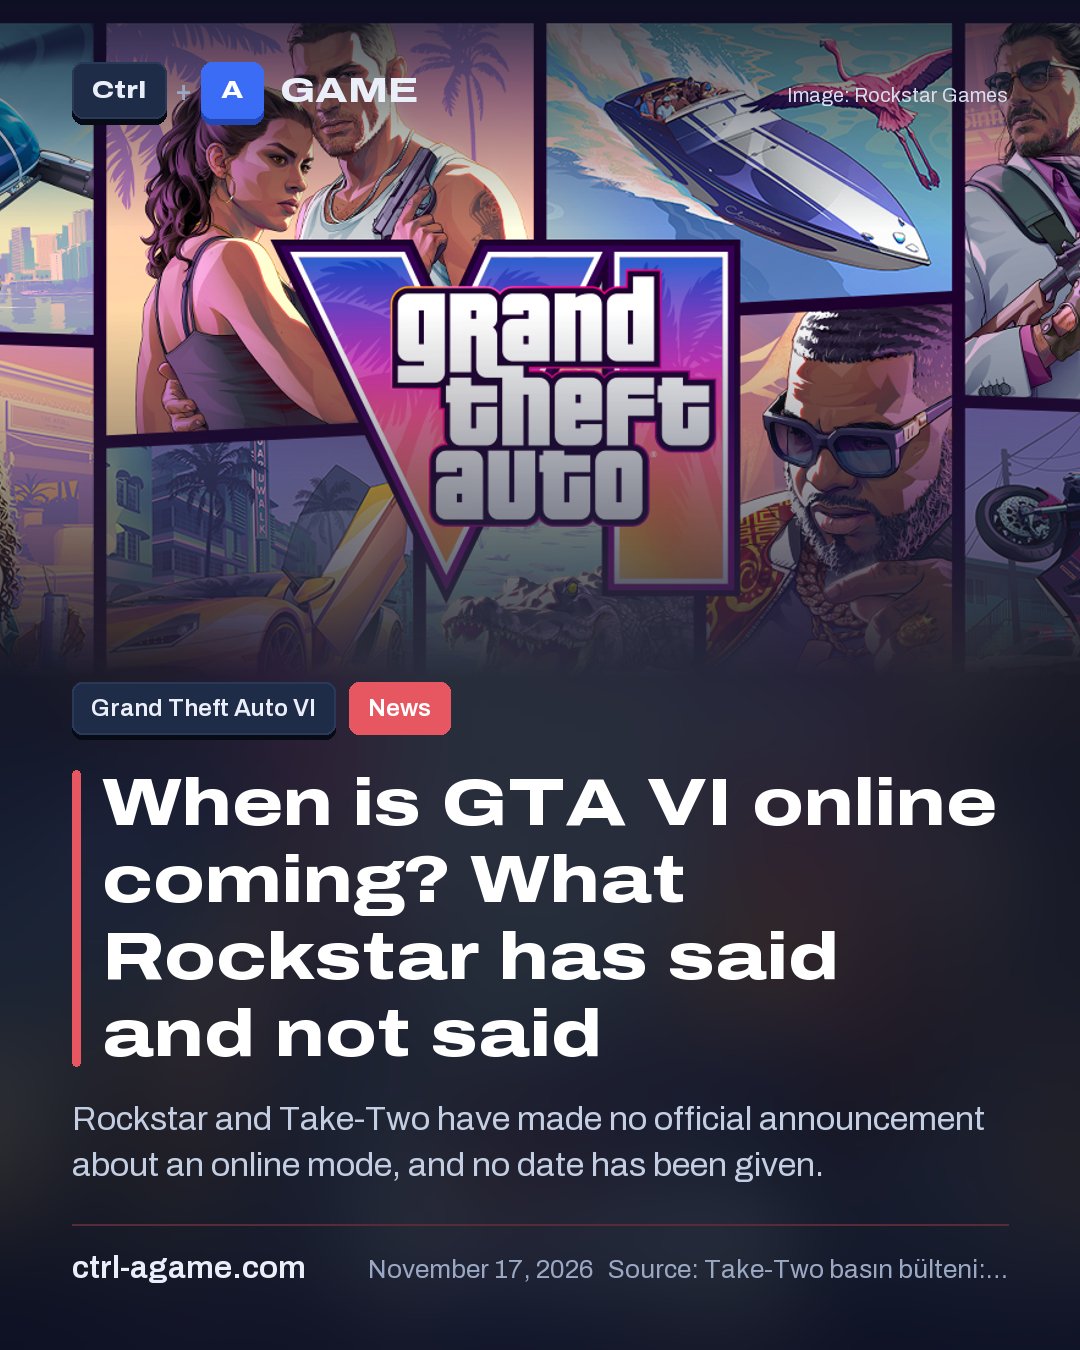 Ctrl + A GAME
Image: Rockstar Games
VI
grand
theft
auto
Grand Theft Auto VI
News
When is GTA VI online
coming? What
Rockstar has said
and not said
Rockstar and Take-Two have made no official announcement
about an online mode, and no date has been given.
ctrl-agame.com
November 17, 2026 Source: Take-Two basın bülteni:...